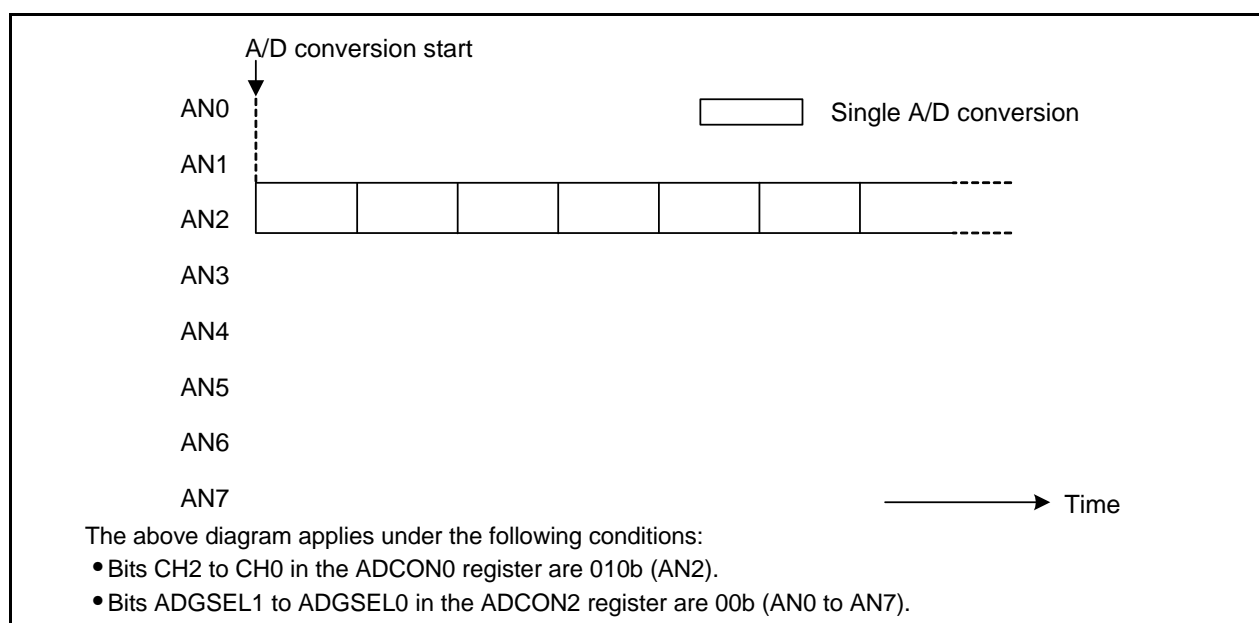 A/D conversion start
AN0
Single A/D conversion
AN1
AN2
AN3
AN4
AN5
AN6
AN7
Time
The above diagram applies under the following conditions:
• Bits CH2 to CH0 in the ADCON0 register are 010b (AN2).
• Bits ADGSEL1 to ADGSEL0 in the ADCON2 register are 00b (AN0 to AN7).